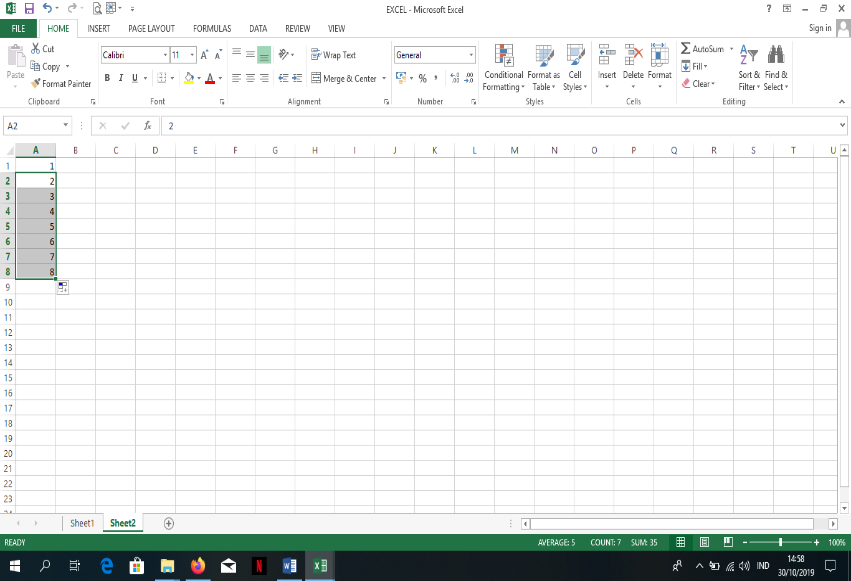 EXCEL - Microsoft Excel
FILE HOME INSERT PAGE LAYOUT FORMULAS DATA REVIEW VIEW Sign in
Paste Cut Copy Format Painter
Clipboard
Calibri 11
B I U A
Font
Wrap Text
Merge & Center
Alignment
General
%
Number
Conditional Formatting Format as Table Cell Styles
Styles
Insert Delete Format
Cells
AutoSum Fill Clear
Sort & Filter Find & Select
Editing
A2 fx 2
A B C D E F G H I J K L M N O P Q R S T U
1 1
2 2
3 3
4 4
5 5
6 6
7 7
8 8
9
10
11
12
13
14
15
16
17
18
19
20
21
22
23
Sheet1 Sheet2
READY AVERAGE: 5 COUNT: 7 SUM: 35 100%
IND 14:58
30/10/2019